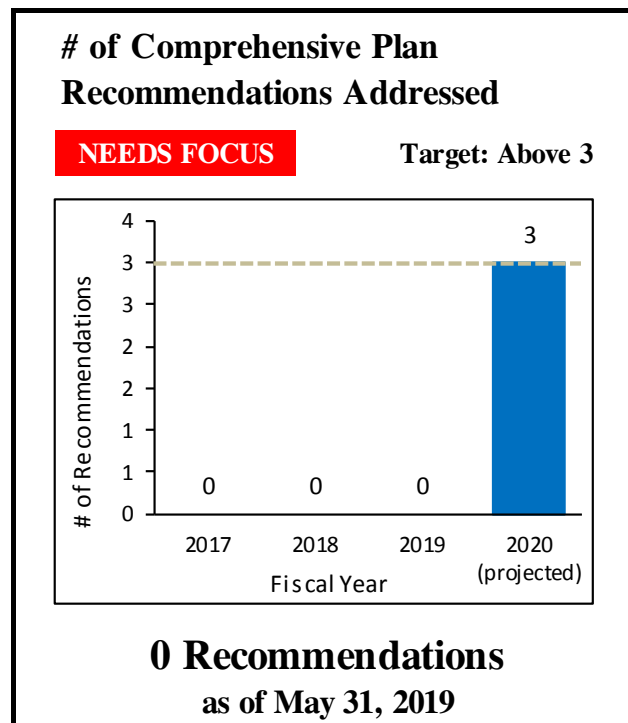 # of Comprehensive Plan
Recommendations Addressed
NEEDS FOCUS Target: Above 3
# of Recommendations
4
3
3
2
2
1
1
0
3
0 0 0
2017 2018 2019 2020
(projected)
Fiscal Year
0 Recommendations
as of May 31, 2019